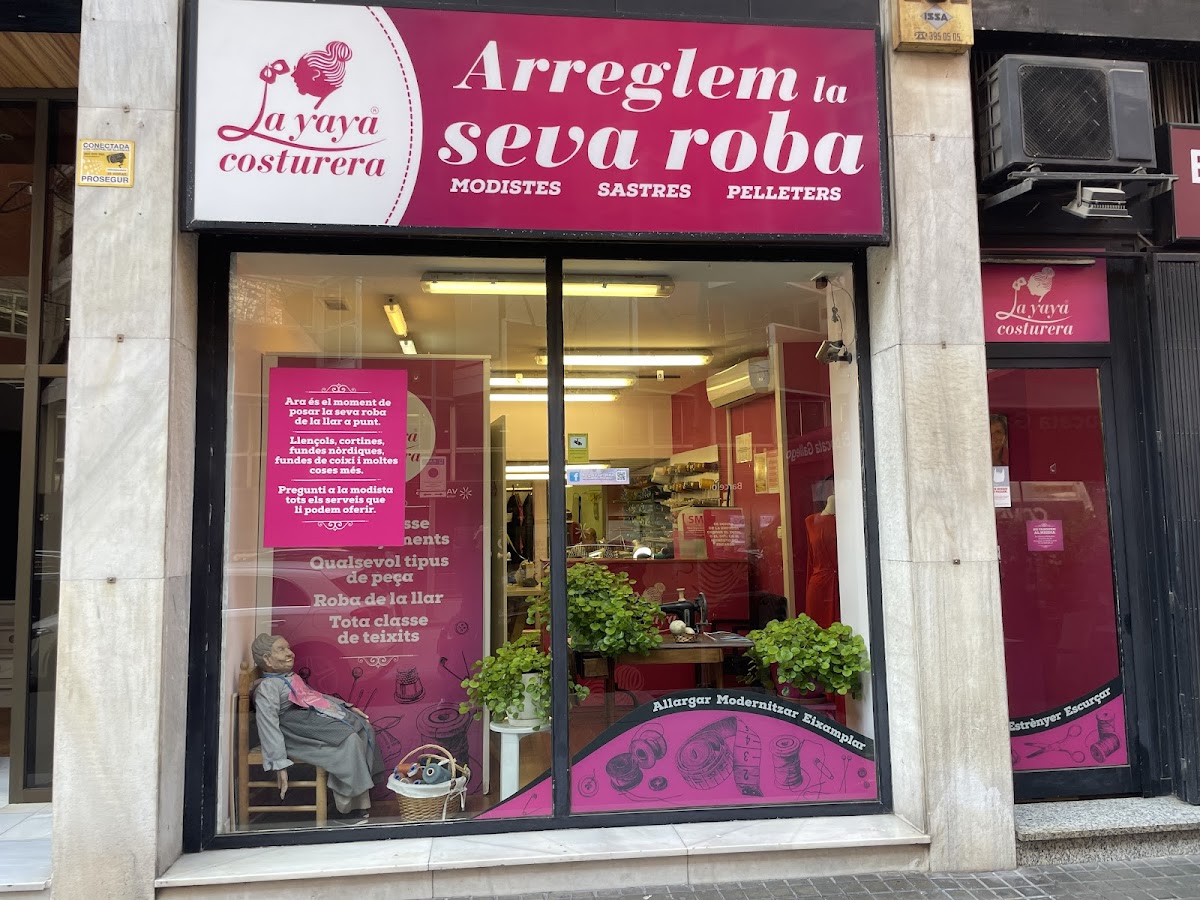 La yaya
costurera
®
Arreglem la
seva roba
MODISTES SASTRES PELLETERS
ISSA
395 05 05
CONECTADA
PROSEGUR
La yaya
costurera
Ara és el moment de
posar la seva roba
de la llar a punt.
Llençols, cortines,
fundes nòrdiques,
fundes de coixí i moltes
coses més.
Pregunti a la modista
tots els serveis que
li podem oferir.
Qualsevol tipus
de peça
Roba de la llar
Tota classe
de teixits
Allargar Modernitzar Eixamplar
Estrènyer Escurçar